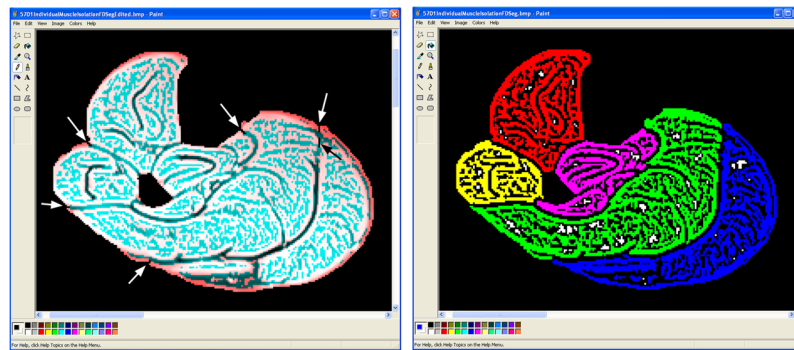 57D1IndividualMuscleIsolationFDSegEdited.bmp - Paint
File Edit View Image Colors Help
For Help, click Help Topics on the Help Menu.
57D1IndividualMuscleIsolationFDSeg.bmp - Paint
File Edit View Image Colors Help
For Help, click Help Topics on the Help Menu.